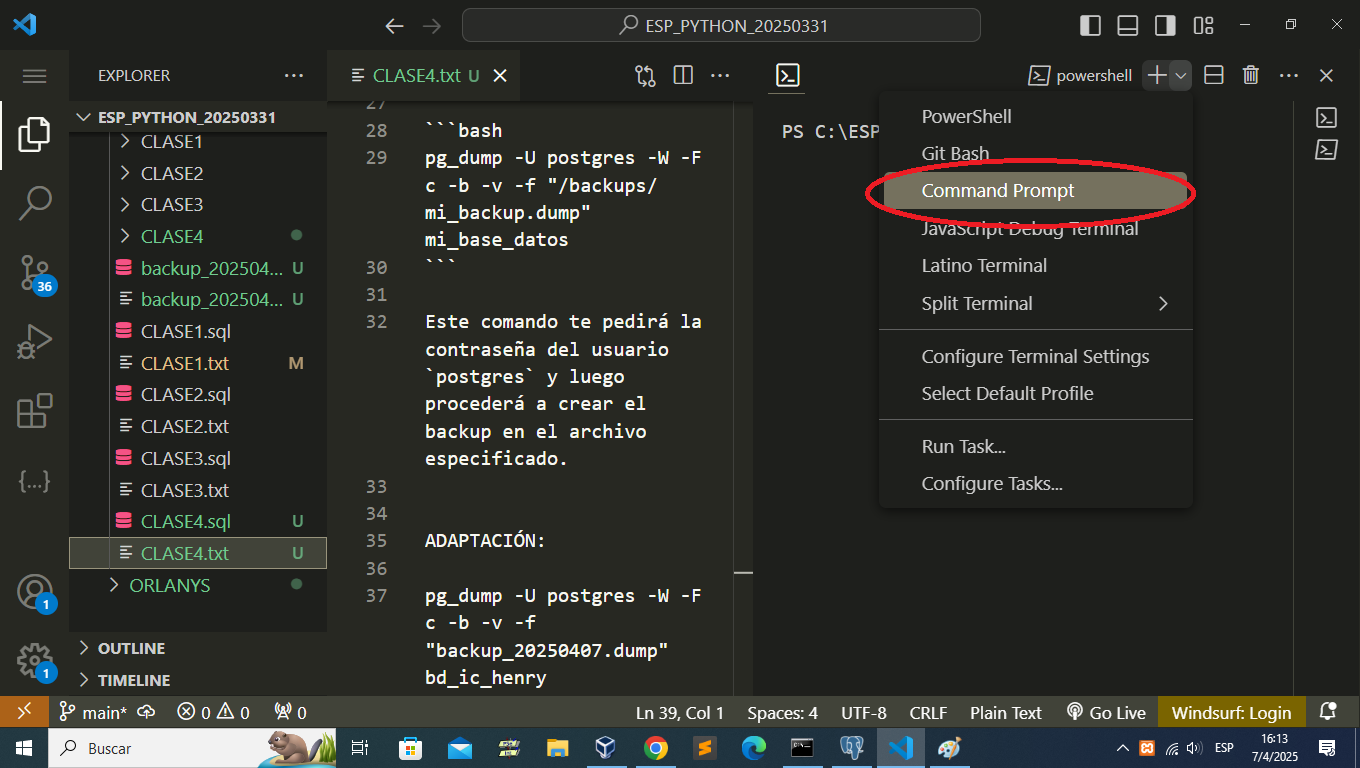 ESP_PYTHON_20250331
EXPLORER
ESP_PYTHON_20250331
CLASE1
CLASE2
CLASE3
CLASE4
backup_202504... U
backup_202504... U
CLASE1.sql
CLASE1.txt M
CLASE2.sql
CLASE2.txt
CLASE3.sql
CLASE3.txt
CLASE4.sql U
CLASE4.txt U
ORLANYS
OUTLINE
TIMELINE
36
1
1
{...}
CLASE4.txt U
27
28 ```bash
29 pg_dump -U postgres -W -F
c -b -v -f "/backups/
mi_backup.dump"
mi_base_datos
30 ```
31
32 Este comando te pedirá la
contraseña del usuario
`postgres` y luego
procederá a crear el
backup en el archivo
especificado.
33
34
35 ADAPTACIÓN:
36
37 pg_dump -U postgres -W -F
c -b -v -f
"backup_20250407.dump"
bd_ic_henry
powershell
PS C:\ESP
PowerShell
Git Bash
Command Prompt
JavaScript Debug Terminal
Latino Terminal
Split Terminal
Configure Terminal Settings
Select Default Profile
Run Task...
Configure Tasks...
main* 0 0 0 Ln 39, Col 1 Spaces: 4 UTF-8 CRLF Plain Text Go Live Windsurf: Login
Buscar
ESP
16:13
7/4/2025